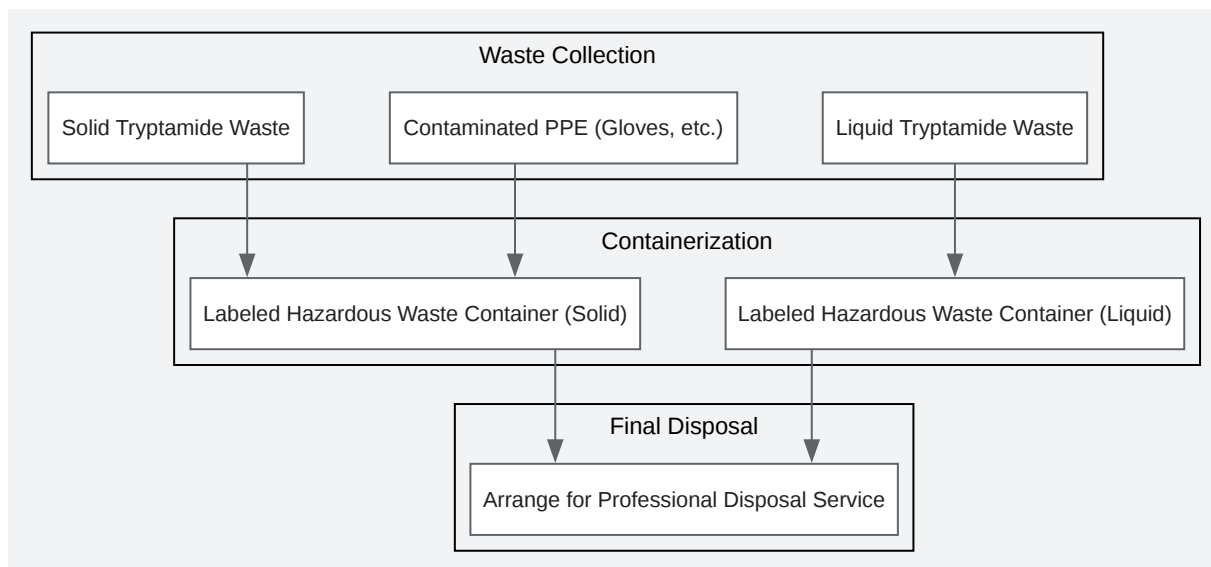 Waste Collection
Solid Tryptamide Waste
Contaminated PPE (Gloves, etc.)
Liquid Tryptamide Waste
Containerization
Labeled Hazardous Waste Container (Solid)
Labeled Hazardous Waste Container (Liquid)
Final Disposal
Arrange for Professional Disposal Service